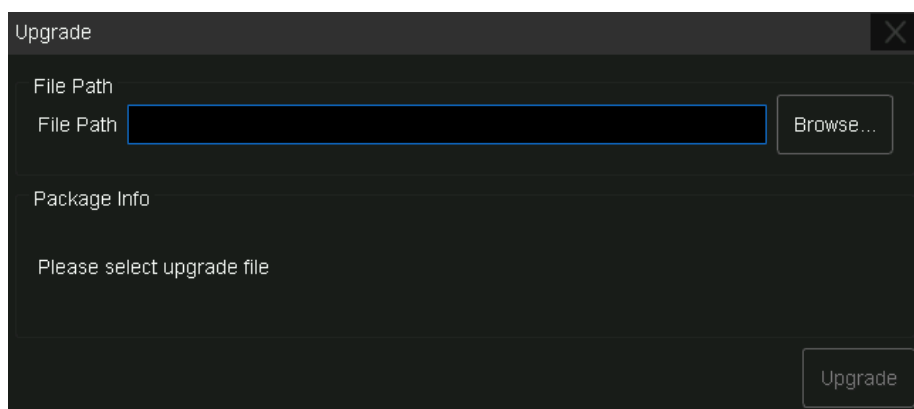 Upgrade
File Path
File Path Browse...
Package Info
Please select upgrade file
Upgrade